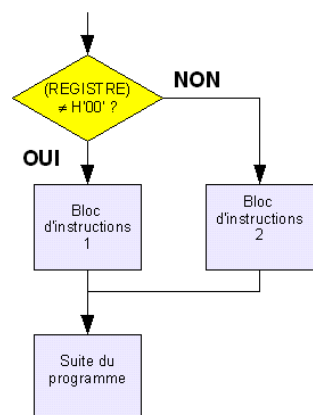 (REGISTRE)
≠ H'00' ?
NON
OUI
Bloc
d'instructions
1
Bloc
d'instructions
2
Suite du
programme